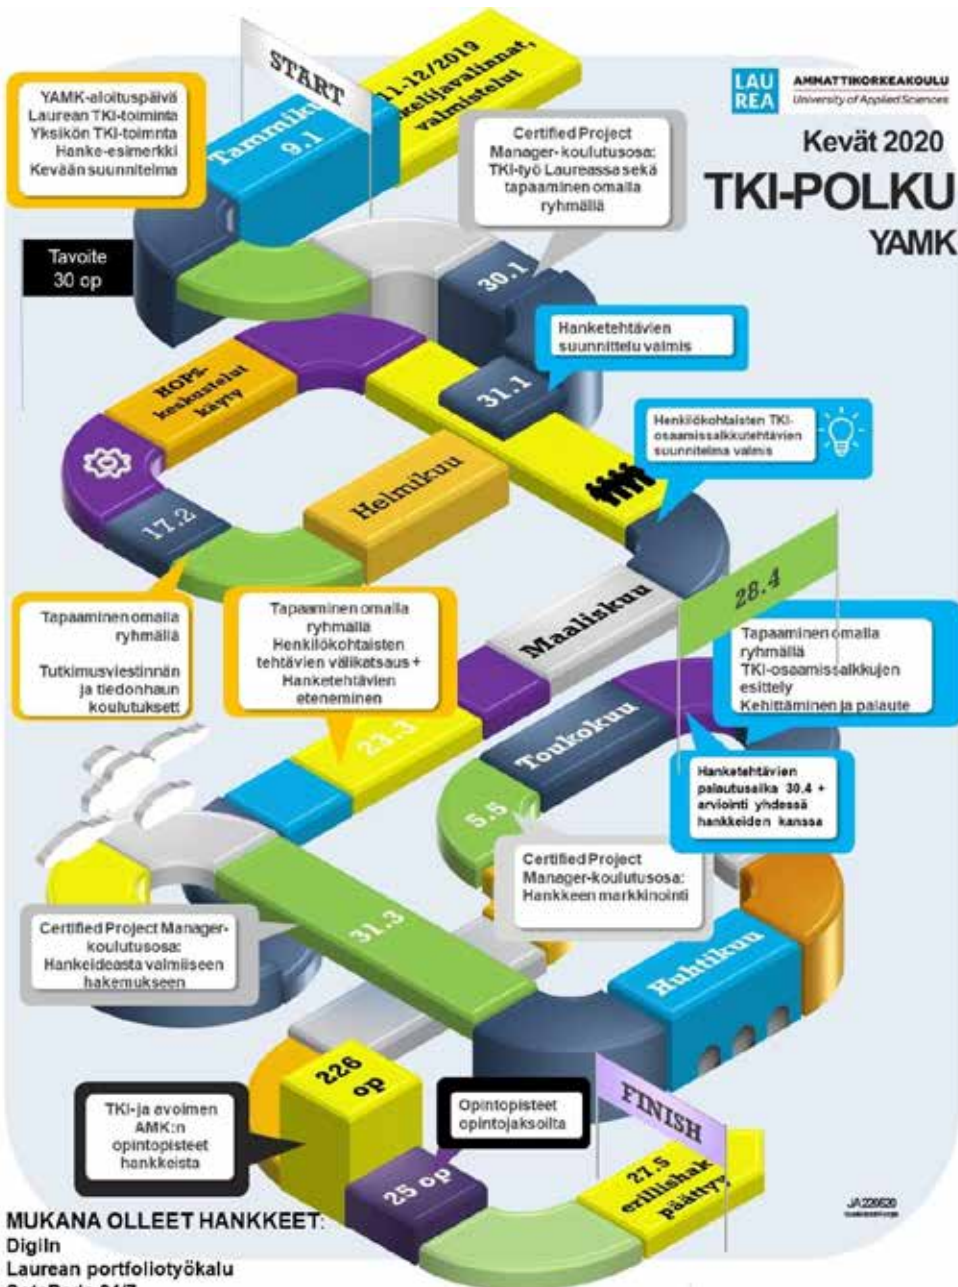 START
11-12/2019
valmistelut
Tammiku
9.1
LAU
REA
AMMATTIKORKEAKOULU
University of Applied Sciences
Kevät 2020
TKI-POLKU
YAMK
YAMK-aloituspäivä
Laurean TKI-toiminta
Yksikön TKI-toimnta
Hanke-esimerkki
Kevään suunnitelma
Certified Project
Manager-koulutusosa:
TKI-työ Laureassa sekä
tapaaminen omalla
ryhmällä
Tavoite
30 op
30.1
Hanketehtävien
suunnittelu valmis
31.1
HOPS-
keskustelut
käyty
Henkilökohtaisten TKI-
osaamissalkkutehtävien
suunnitelma valmis
Helmikuu
17.2
28.4
Maaliskuu
Tapaaminen omalla
ryhmällä
Tutkimusviestinnän
ja tiedonhaun
koulutuksett
Tapaaminen omalla
ryhmällä
Henkilökohtaisten
tehtävien välikatsaus +
Hanketehtävien
eteneminen
Tapaaminen omalla
ryhmällä
TKI-osaamissalkkujen
esittely
Kehittäminen ja palaute
23.3
Toukokuu
Hanketehtävien
palautusaika 30.4 +
arviointi yhdessä
hankkeiden kanssa
5.5
Certified Project
Manager-koulutusosa:
Hankkeen markkinointi
Certified Project Manager-
koulutusosa:
Hankeideasta valmiiseen
hakemukseen
31.3
Huhtikuu
226
op
TKI-ja avoimen
AMK:n
opintopisteet
hankkeista
Opintopisteet
opintojaksoilta
25 op
FINISH
27.5
erillishak
päättyy
MUKANA OLLEET HANKKEET:
DigiIn
Laurean portfoliotyökalu